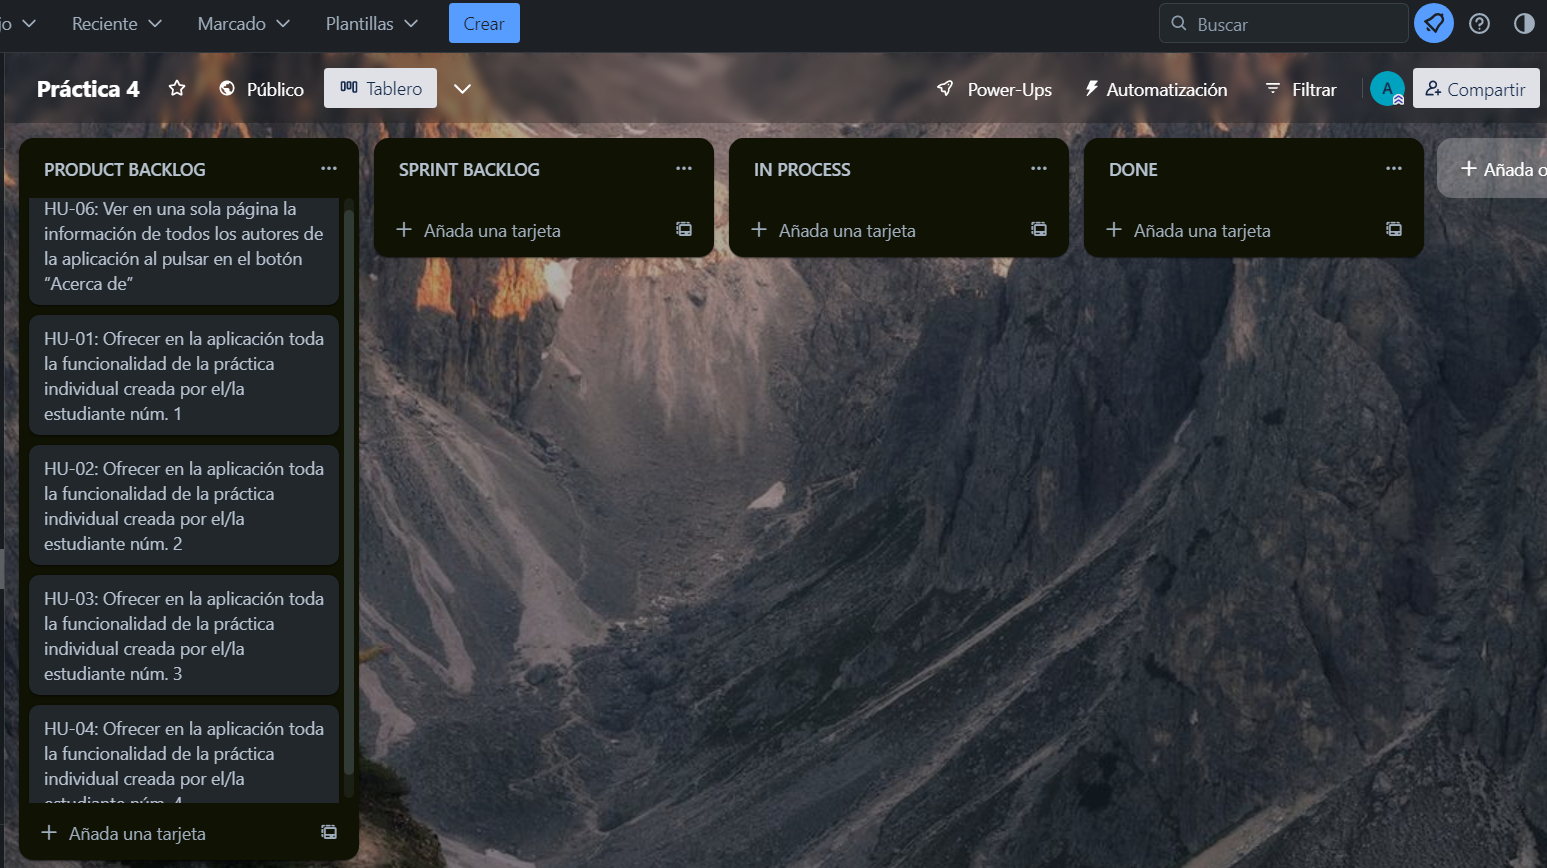 Reciente
Marcado
Plantillas
Crear
Buscar
Práctica 4
Público
Tablero
Power-Ups
Automatización
Filtrar
A
Compartir
PRODUCT BACKLOG
HU-06: Ver en una sola página la
información de todos los autores de
la aplicación al pulsar en el botón
“Acerca de”
HU-01: Ofrecer en la aplicación toda
la funcionalidad de la práctica
individual creada por el/la
estudiante núm. 1
HU-02: Ofrecer en la aplicación toda
la funcionalidad de la práctica
individual creada por el/la
estudiante núm. 2
HU-03: Ofrecer en la aplicación toda
la funcionalidad de la práctica
individual creada por el/la
estudiante núm. 3
HU-04: Ofrecer en la aplicación toda
la funcionalidad de la práctica
individual creada por el/la
estudiante núm. 4
Añada una tarjeta
SPRINT BACKLOG
Añada una tarjeta
IN PROCESS
Añada una tarjeta
DONE
Añada una tarjeta
Añada o